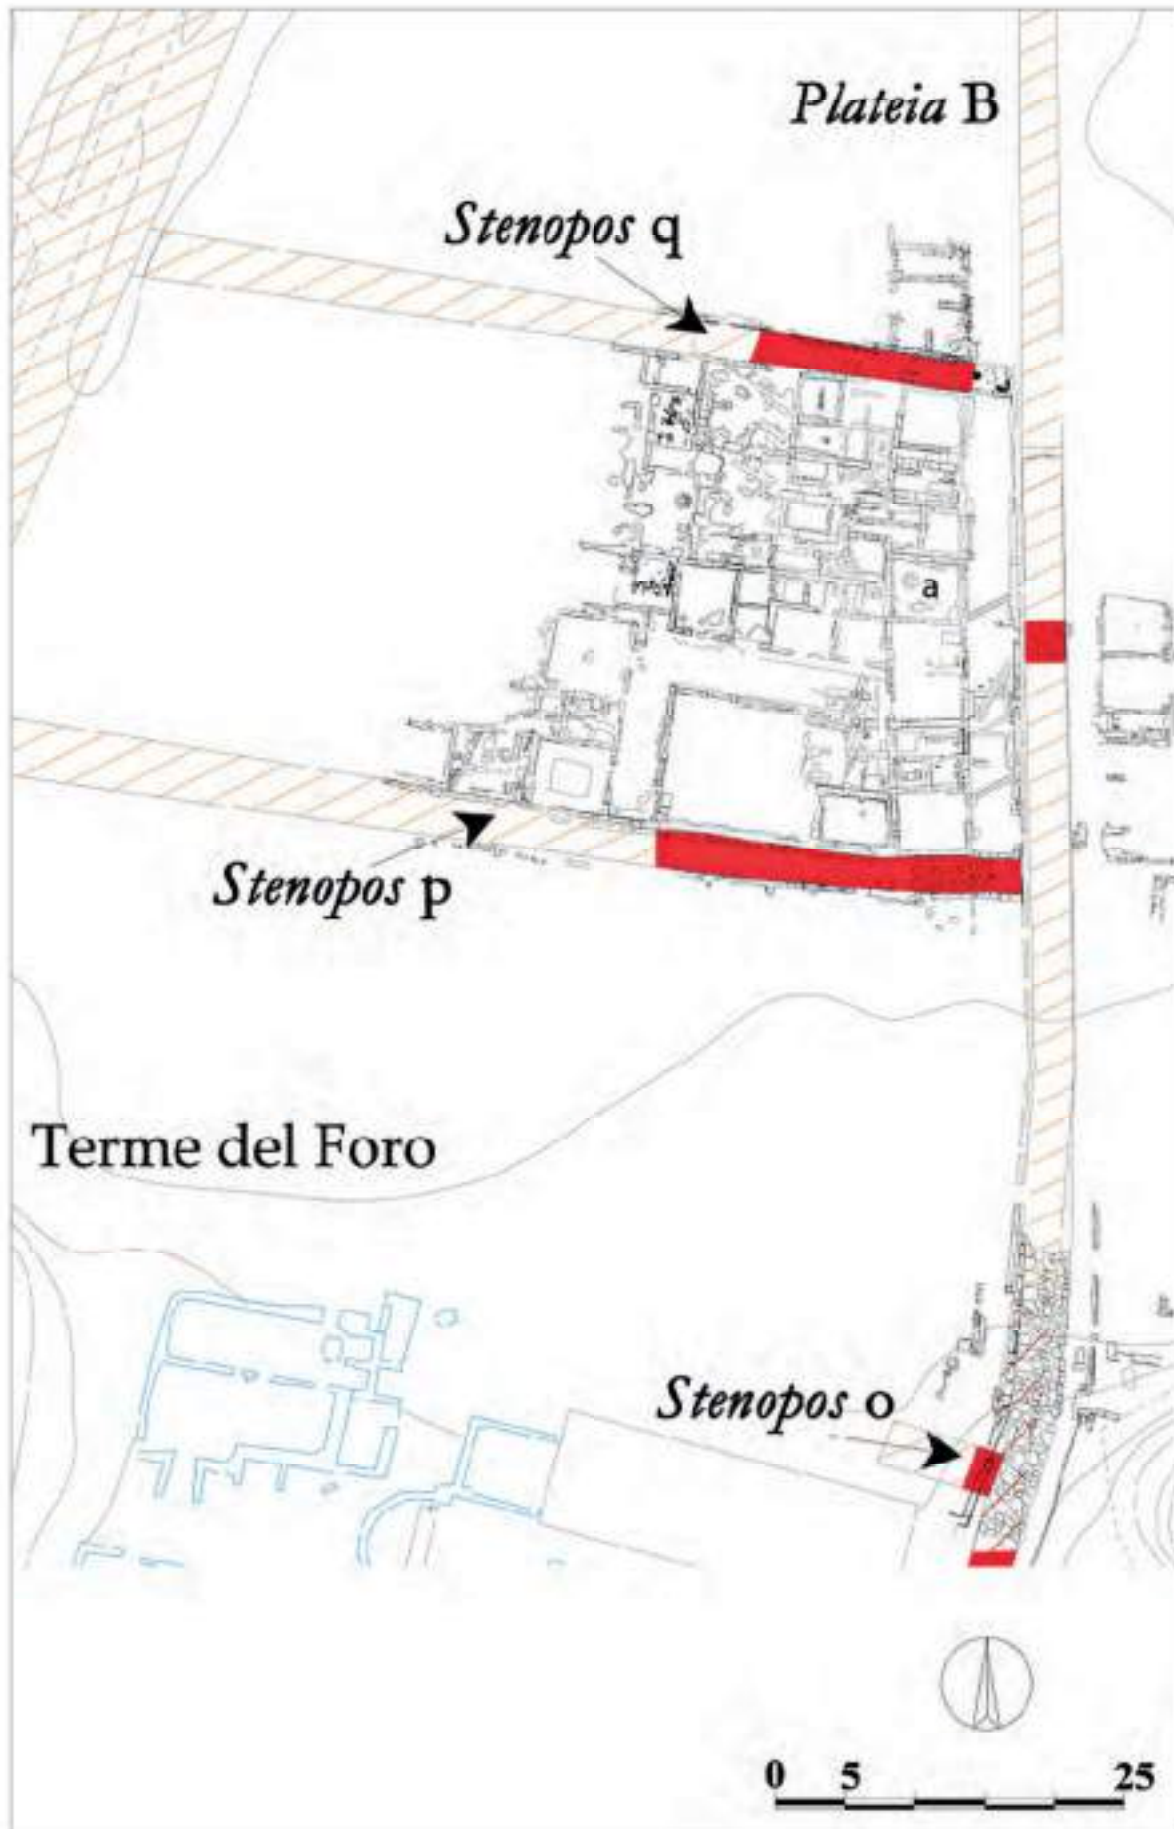 Plateia B
Stenopos q
a
Stenopos p
Terme del Foro
Stenopos o
0 5 25